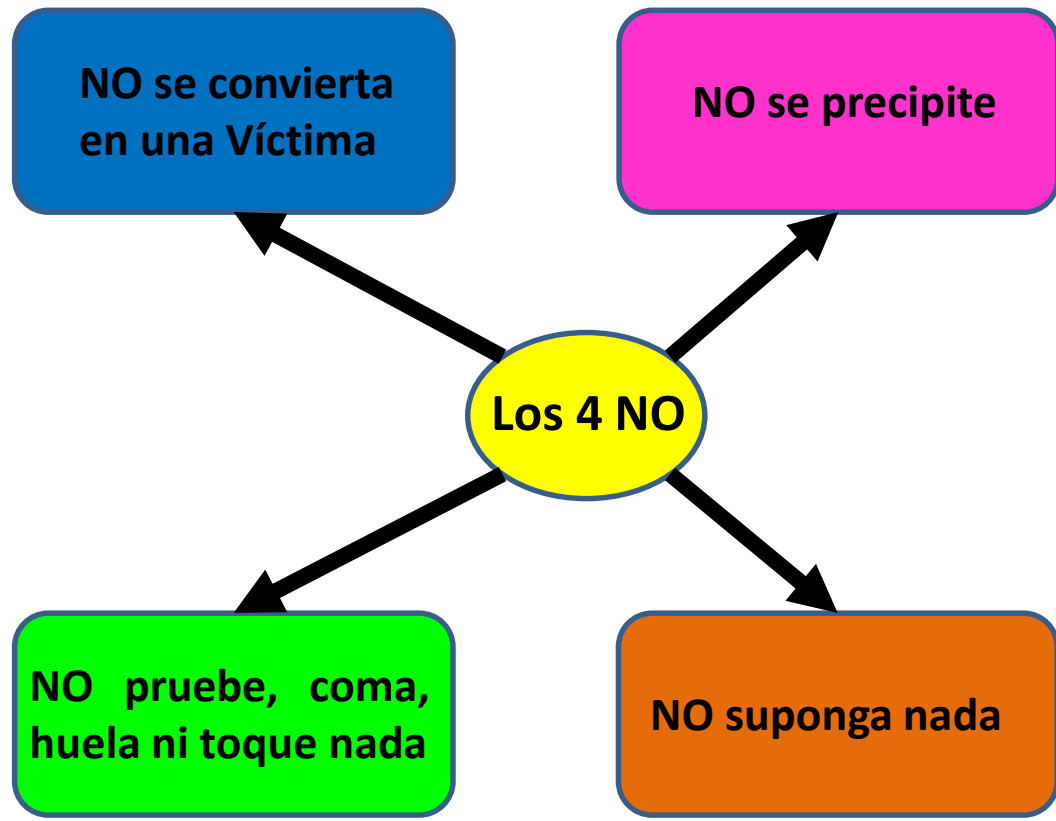 NO se convierta
en una Víctima
NO se precipite
Los 4 NO
NO pruebe, coma,
huela ni toque nada
NO suponga nada